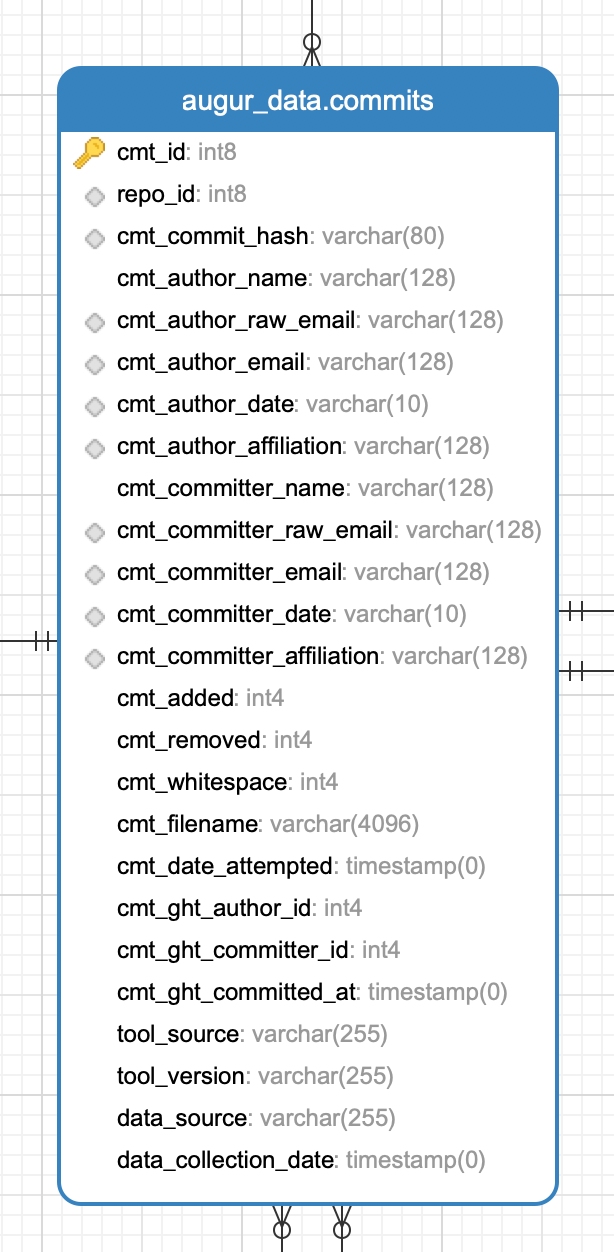 augur_data.commits
cmt_id: int8
repo_id: int8
cmt_commit_hash: varchar(80)
cmt_author_name: varchar(128)
cmt_author_raw_email: varchar(128)
cmt_author_email: varchar(128)
cmt_author_date: varchar(10)
cmt_author_affiliation: varchar(128)
cmt_committer_name: varchar(128)
cmt_committer_raw_email: varchar(128)
cmt_committer_email: varchar(128)
cmt_committer_date: varchar(10)
cmt_committer_affiliation: varchar(128)
cmt_added: int4
cmt_removed: int4
cmt_whitespace: int4
cmt_filename: varchar(4096)
cmt_date_attempted: timestamp(0)
cmt_ght_author_id: int4
cmt_ght_committer_id: int4
cmt_ght_committed_at: timestamp(0)
tool_source: varchar(255)
tool_version: varchar(255)
data_source: varchar(255)
data_collection_date: timestamp(0)